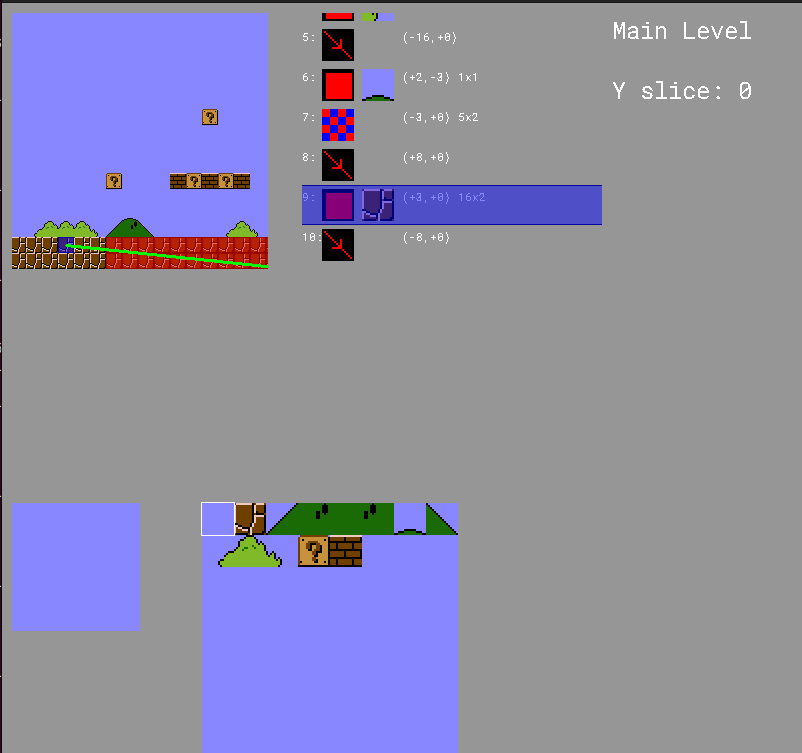 Main Level
Y slice: 0
5: (-16,+0)
6: (+2,-3) 1x1
7: (-3,+0) 5x2
8: (+8,+0)
9: (+3,+0) 16x2
10: (-8,+0)
?
? ? ?
?